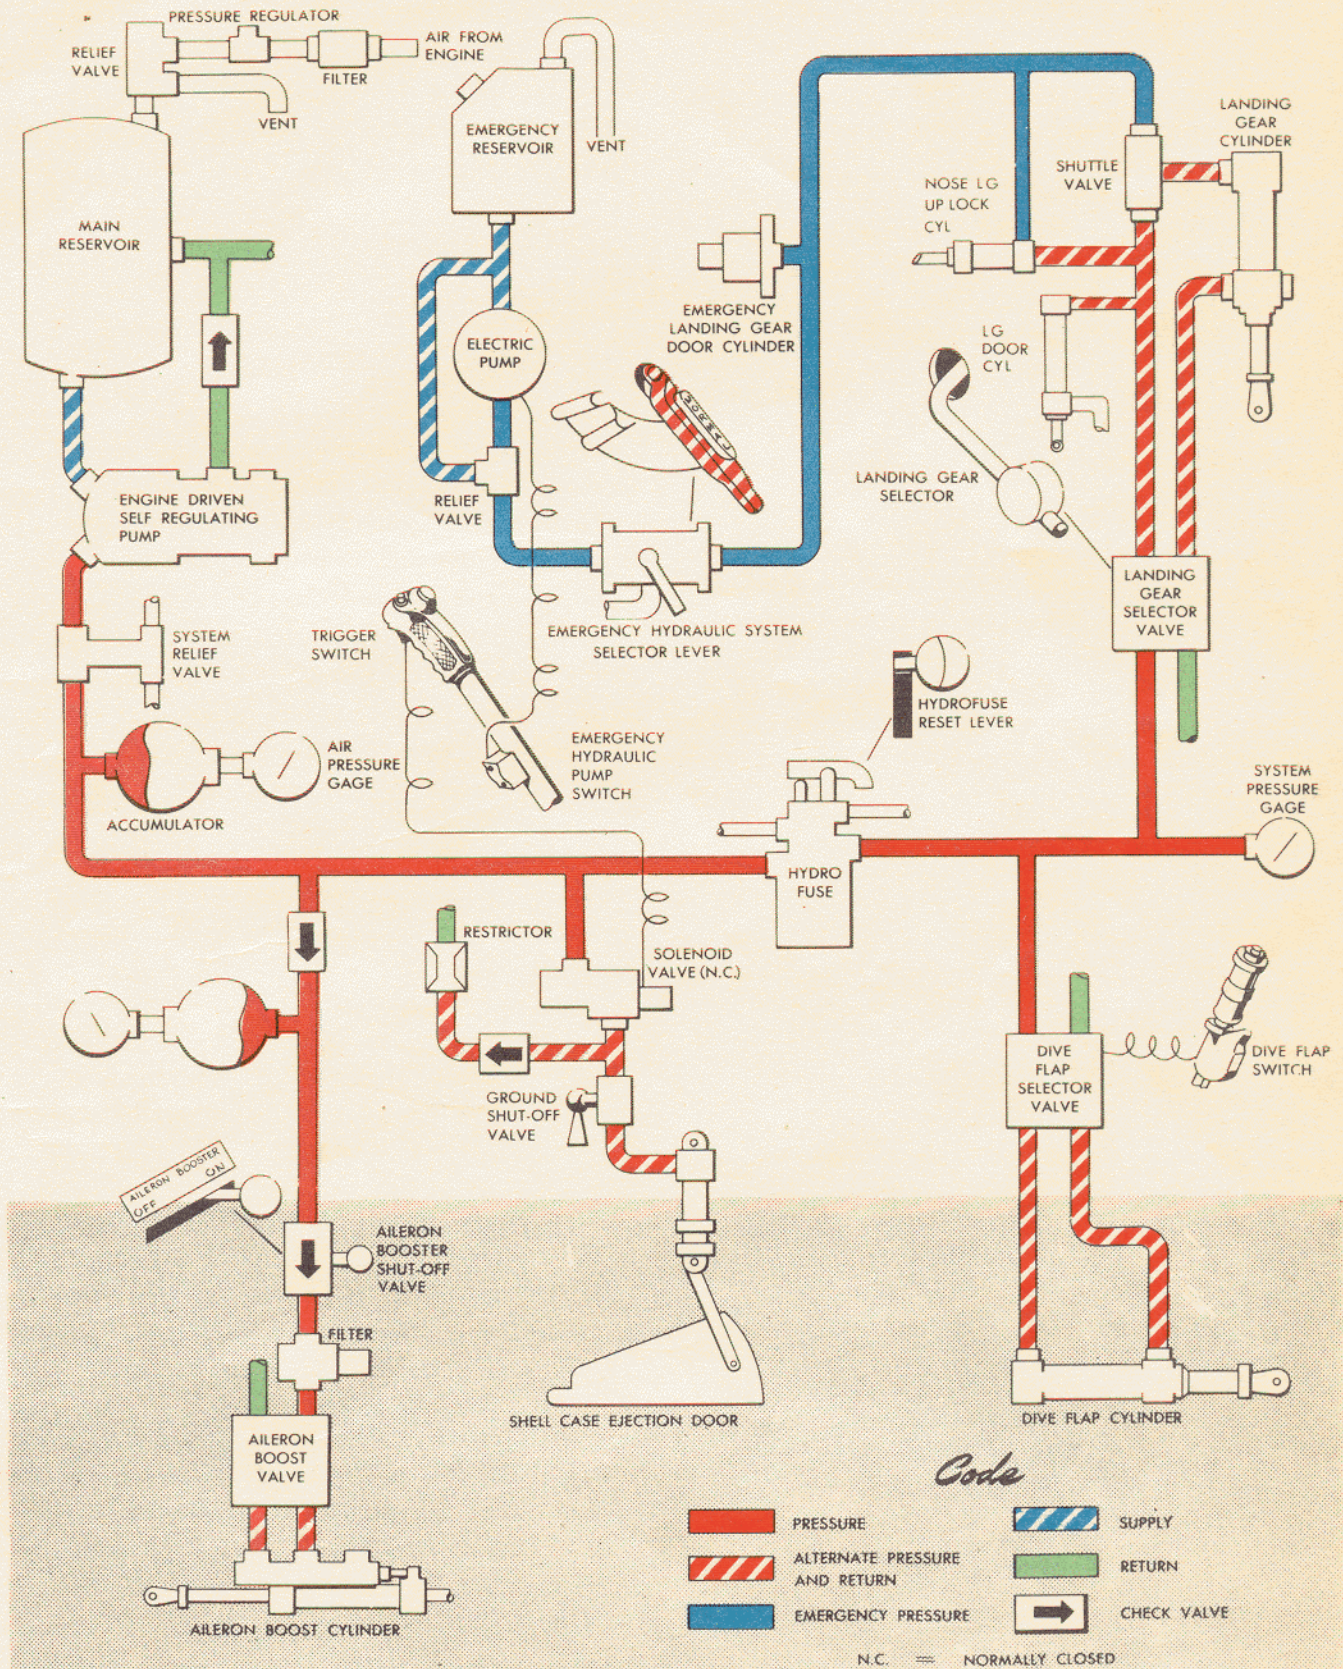 PRESSURE REGULATOR
RELIEF
VALVE
AIR FROM
ENGINE
FILTER
VENT
EMERGENCY
RESERVOIR
VENT
MAIN
RESERVOIR
LANDING
GEAR
CYLINDER
SHUTTLE
VALVE
NOSE LG
UP LOCK
CYL
EMERGENCY
LANDING GEAR
DOOR CYLINDER
LG
DOOR
CYL
ELECTRIC
PUMP
NORMAL
LANDING GEAR
SELECTOR
ENGINE DRIVEN
SELF REGULATING
PUMP
RELIEF
VALVE
LANDING
GEAR
SELECTOR
VALVE
EMERGENCY HYDRAULIC SYSTEM
SELECTOR LEVER
SYSTEM
RELIEF
VALVE
TRIGGER
SWITCH
HYDROFUSE
RESET LEVER
AIR
PRESSURE
GAGE
EMERGENCY
HYDRAULIC
PUMP
SWITCH
SYSTEM
PRESSURE
GAGE
ACCUMULATOR
HYDRO
FUSE
RESTRICTOR
SOLENOID
VALVE (N.C.)
DIVE
FLAP
SELECTOR
VALVE
DIVE FLAP
SWITCH
GROUND
SHUT-OFF
VALVE
AILERON BOOSTER
OFF ON
AILERON
BOOSTER
SHUT-OFF
VALVE
FILTER
SHELL CASE EJECTION DOOR
DIVE FLAP CYLINDER
AILERON
BOOST
VALVE
AILERON BOOST CYLINDER
Code
PRESSURE
SUPPLY
ALTERNATE PRESSURE
AND RETURN
RETURN
EMERGENCY PRESSURE
CHECK VALVE
N.C. = NORMALLY CLOSED